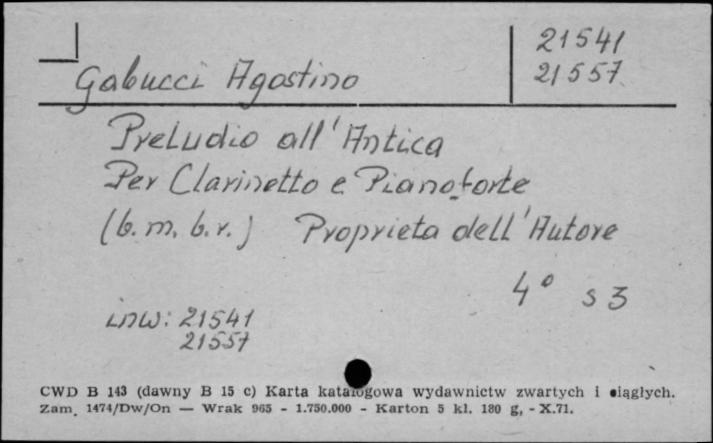 21541
21557
Gabucci Agostino
Preludio all'Antica
Per Clarinetto e Pianoforte
(b.m. b.r.) Proprieta dell'Autore
4° s 3
inw: 21541
21557
CWD B 143 (dawny B 15 c) Karta katalogowa wydawnictw zwartych i ciągłych.
Zam. 1474/Dw/On — Wrak 965 - 1.750.000 - Karton 5 kl. 180 g, - X.71.